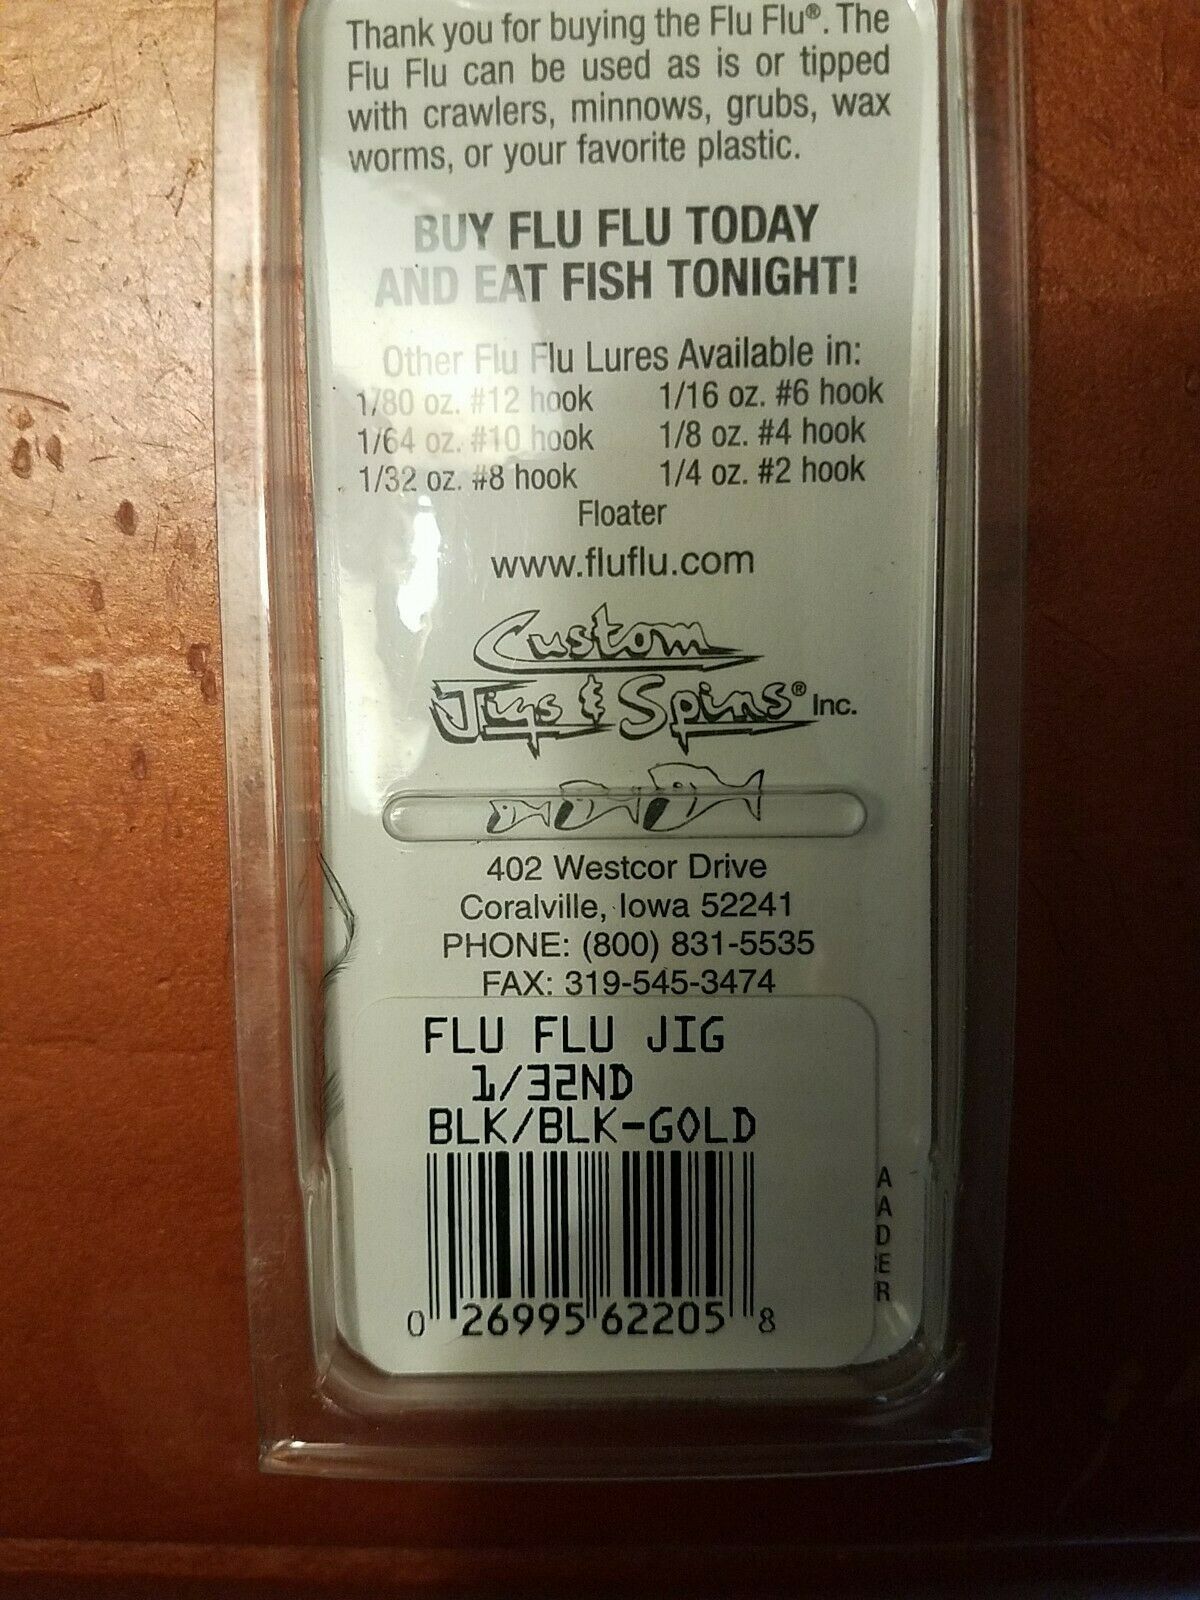 Thank you for buying the Flu Flu®. The
Flu Flu can be used as is or tipped
with crawlers, minnows, grubs, wax
worms, or your favorite plastic.
BUY FLU FLU TODAY
AND EAT FISH TONIGHT!
Other Flu Flu Lures Available in:
1/80 oz. #12 hook 1/16 oz. #6 hook
1/64 oz. #10 hook 1/8 oz. #4 hook
1/32 oz. #8 hook 1/4 oz. #2 hook
Floater
www.fluflu.com
Custom
Jigs & Spins® Inc.
402 Westcor Drive
Coralville, Iowa 52241
PHONE: (800) 831-5535
FAX: 319-545-3474
FLU FLU JIG
1/32ND
BLK/BLK-GOLD
0 26995 62205 8